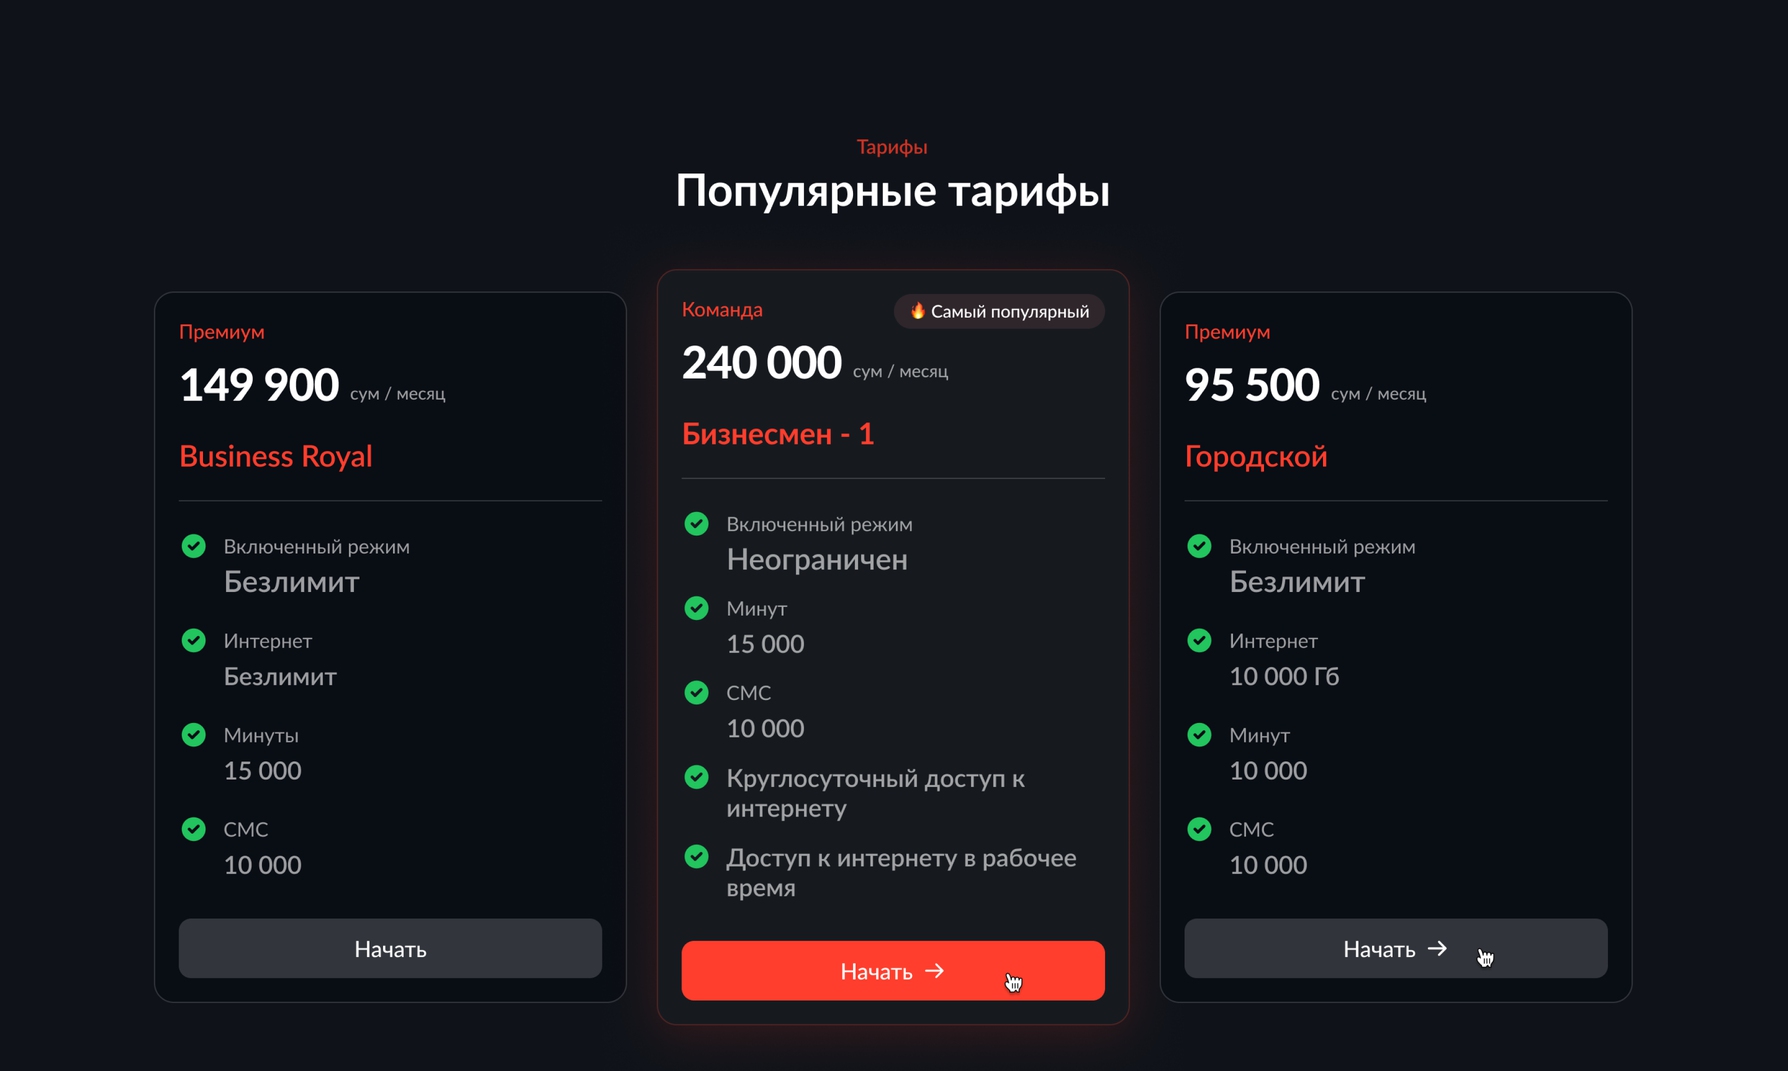 Тарифы
Популярные тарифы
Премиум
149 900 сум / месяц
Business Royal
Включенный режим
Безлимит
Интернет
Безлимит
Минуты
15 000
СМС
10 000
Начать
Команда
🔥 Самый популярный
240 000 сум / месяц
Бизнесмен - 1
Включенный режим
Неограничен
Минут
15 000
СМС
10 000
Круглосуточный доступ к
интернету
Доступ к интернету в рабочее
время
Начать →
Премиум
95 500 сум / месяц
Городской
Включенный режим
Безлимит
Интернет
10 000 Гб
Минут
10 000
СМС
10 000
Начать →